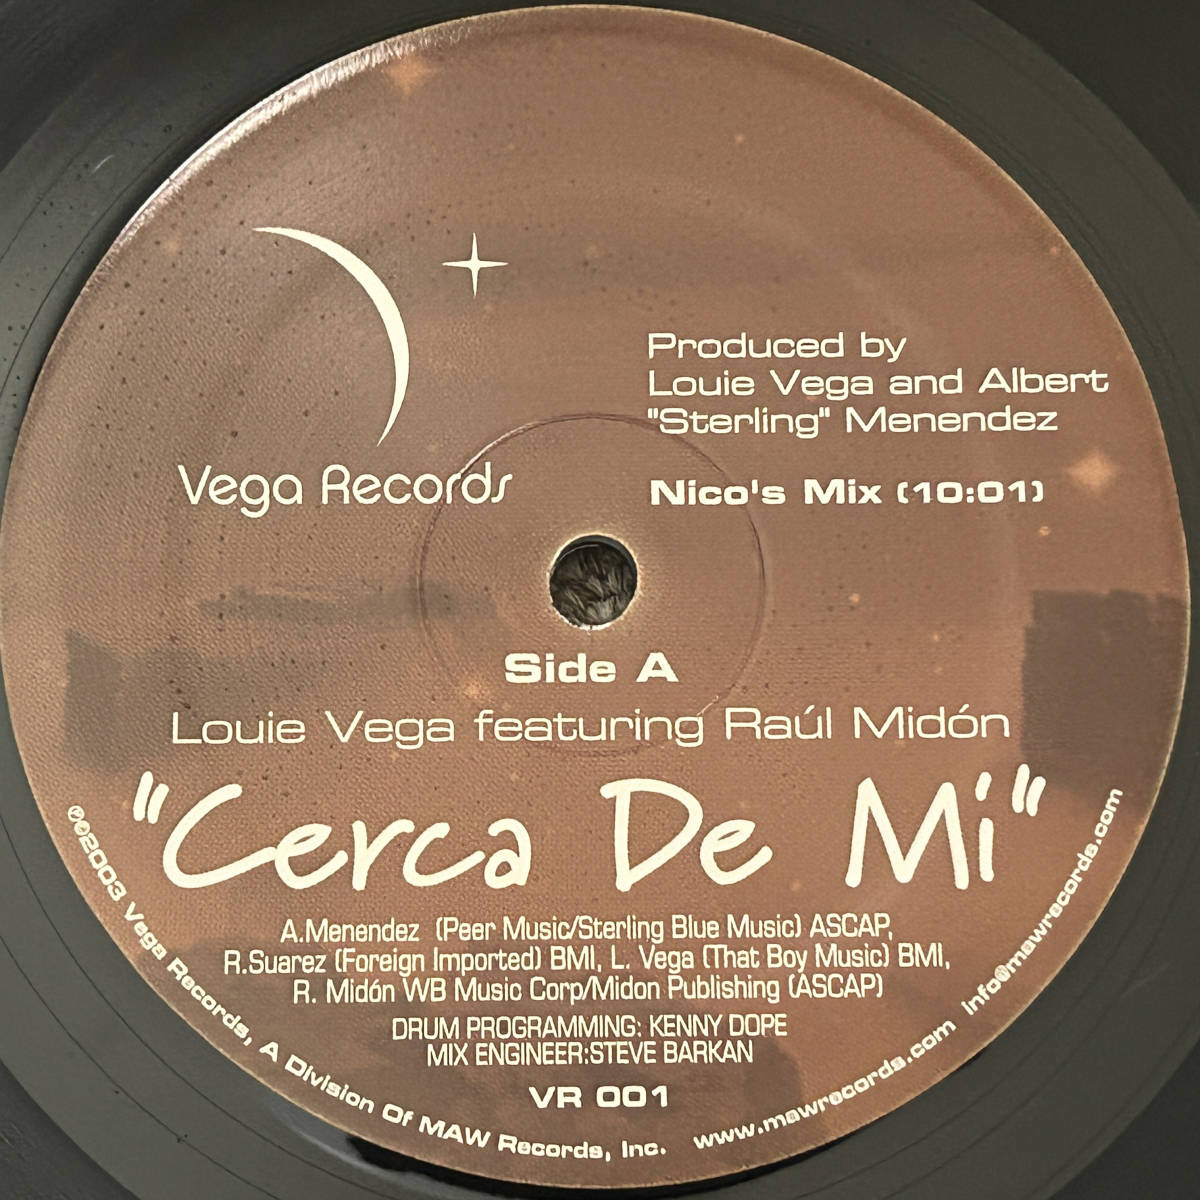 Vega Records
Produced by
Louie Vega and Albert
"Sterling" Menendez
Nico's Mix (10:01)
Side A
Louie Vega featuring Raúl Midón
"Cerca De Mí"
A.Menendez (Peer Music/Sterling Blue Music) ASCAP,
R.Suarez (Foreign Imported) BMI, L. Vega (That Boy Music) BMI,
R. Midón WB Music Corp/Midon Publishing (ASCAP)
DRUM PROGRAMMING: KENNY DOPE
MIX ENGINEER:STEVE BARKAN
VR 001
℗©2003 Vega Records, A Division Of MAW Records, Inc. www.mawrecords.com info@mawrecords.com